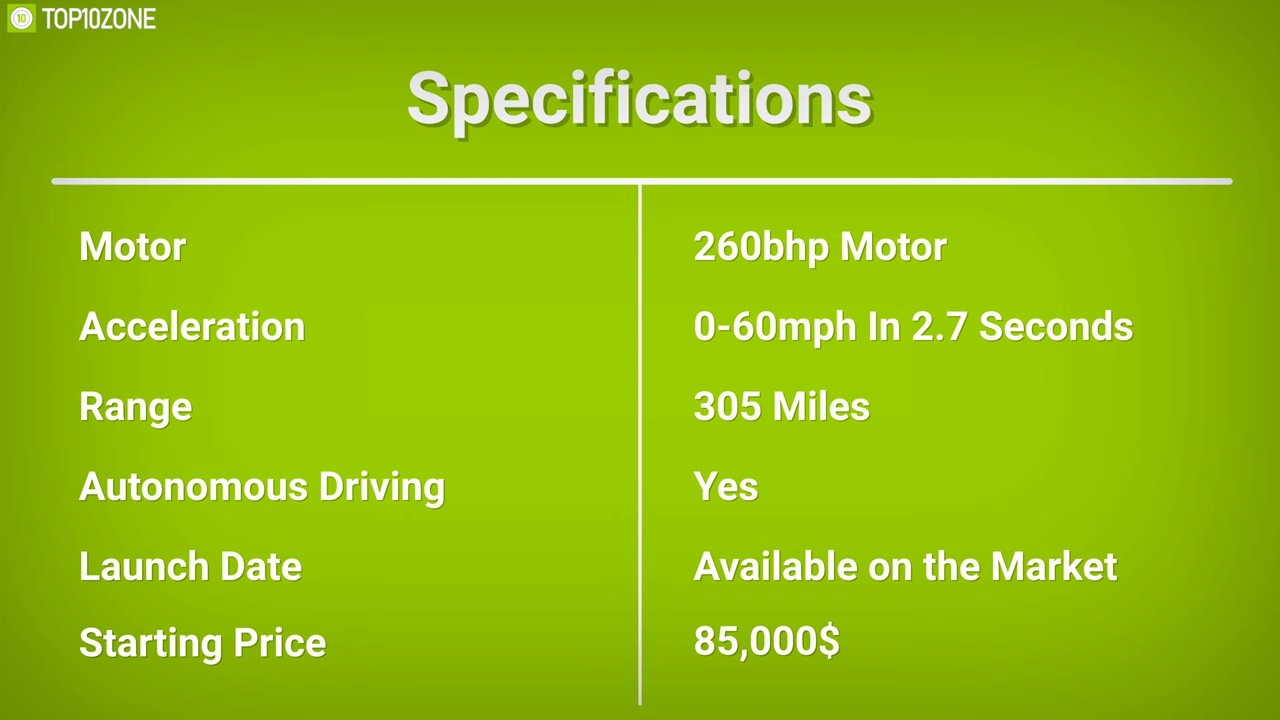 TOP10ZONE
Specifications
Motor 260bhp Motor
Acceleration 0-60mph In 2.7 Seconds
Range 305 Miles
Autonomous Driving Yes
Launch Date Available on the Market
Starting Price 85,000$